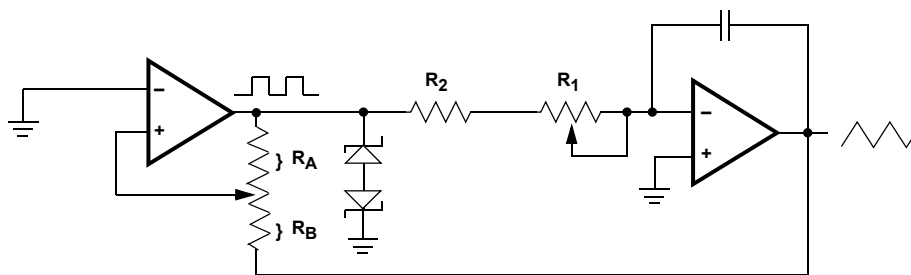 R2
R1
–
+
–
+
} RA
} RB